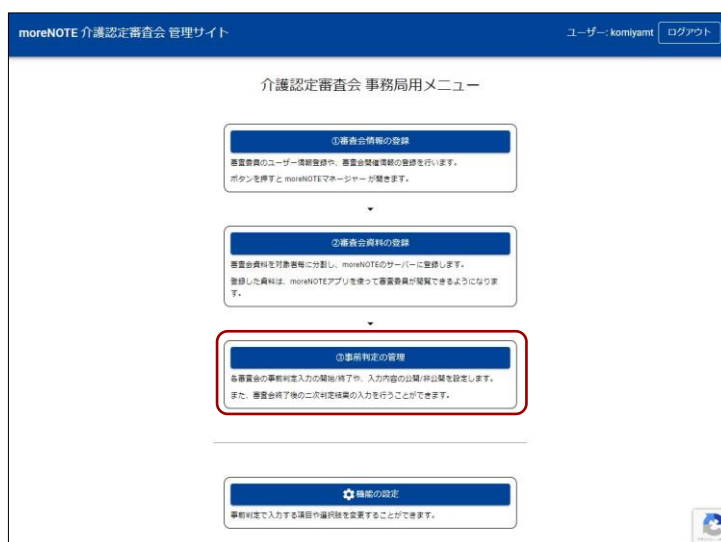 moreNOTE 介護認定審査会 管理サイト
ユーザー: komiyamt ログアウト
介護認定審査会 事務局用メニュー
①審査会情報の登録
審査委員のユーザー情報登録や、審査会開催情報の登録を行います。
ボタンを押すと moreNOTEマネージャー が開きます。
②審査会資料の登録
審査会資料を対象者毎に分割し、moreNOTEのサーバーに登録します。
登録した資料は、moreNOTEアプリを使って審査委員が閲覧できるようになりま
す。
③事前判定の管理
各審査会の事前判定入力の開始/終了や、入力内容の公開/非公開を設定します。
また、審査会終了後の二次判定結果の入力を行うことができます。
機能の設定
事前判定で入力する項目や選択肢を変更することができます。